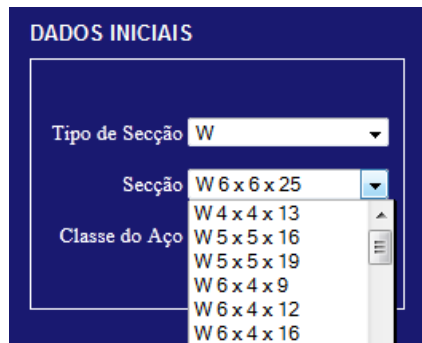 DADOS INICIAIS
Tipo de Secção W
Secção W 6 x 6 x 25
W 4 x 4 x 13
Classe do Aço
W 5 x 5 x 16
W 5 x 5 x 19
W 6 x 4 x 9
W 6 x 4 x 12
W 6 x 4 x 16